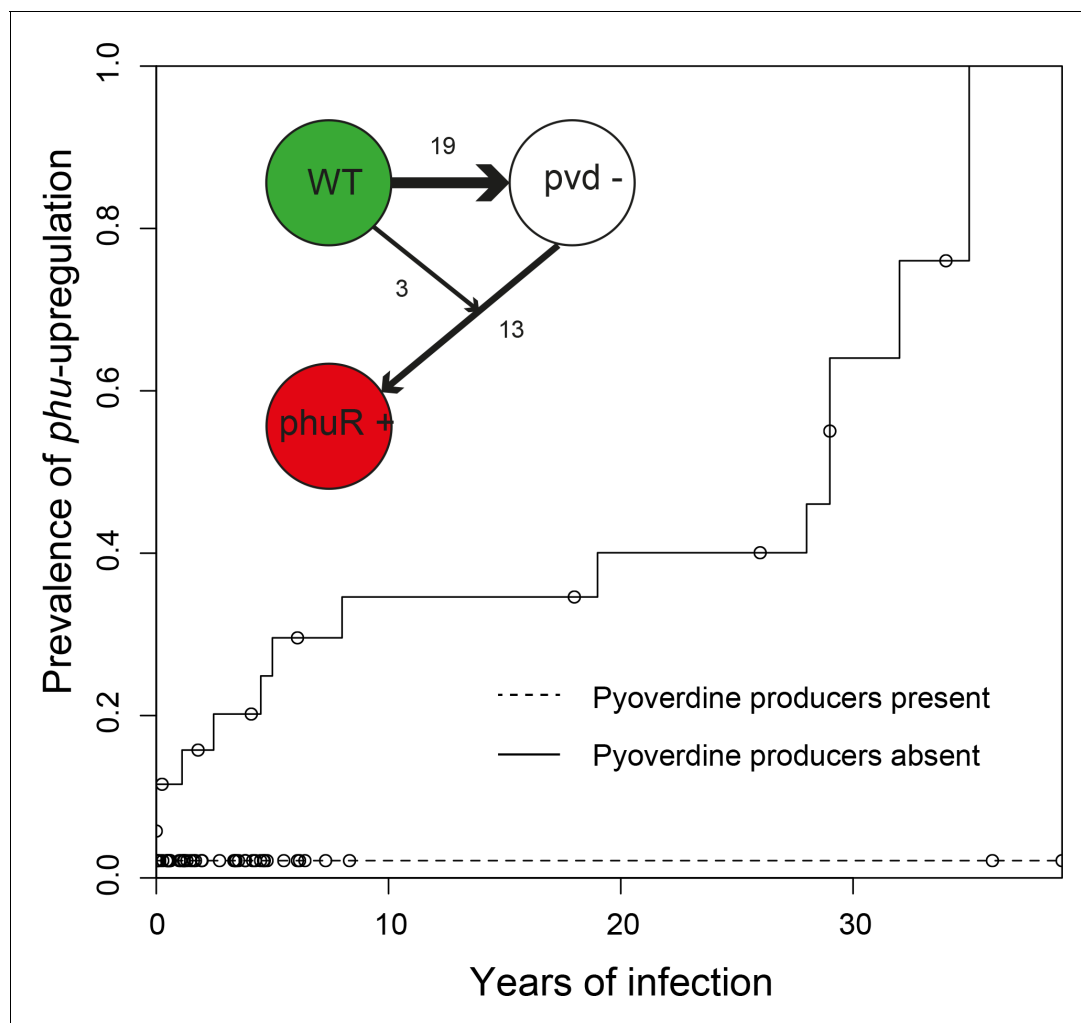 Prevalence of phu-upregulation
1.0
0.8
0.6
0.4
0.2
0.0
WT
19
pvd -
3
13
phuR +
Pyoverdine producers present
Pyoverdine producers absent
0
10
20
30
Years of infection